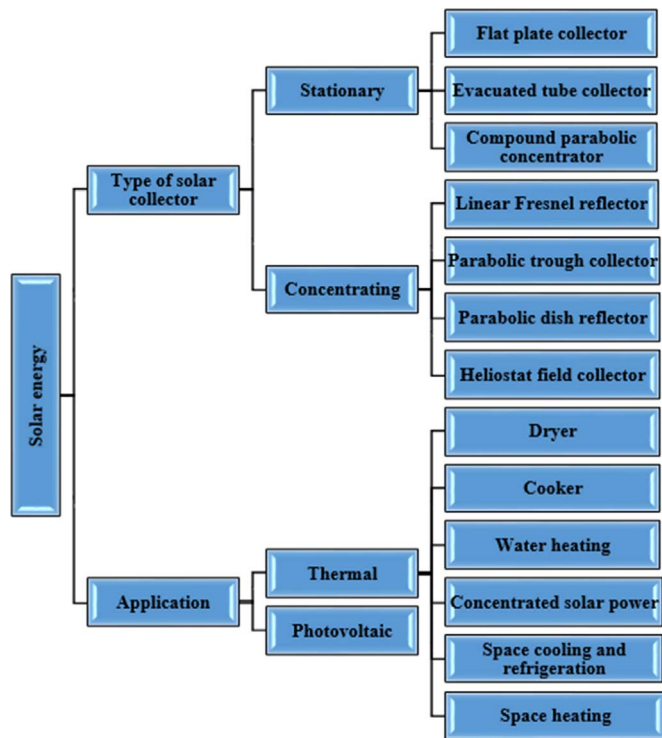 Solar energy
Type of solar
collector
Stationary
Flat plate collector
Evacuated tube collector
Compound parabolic
concentrator
Concentrating
Linear Fresnel reflector
Parabolic trough collector
Parabolic dish reflector
Heliostat field collector
Application
Thermal
Dryer
Cooker
Water heating
Concentrated solar power
Space cooling and
refrigeration
Space heating
Photovoltaic